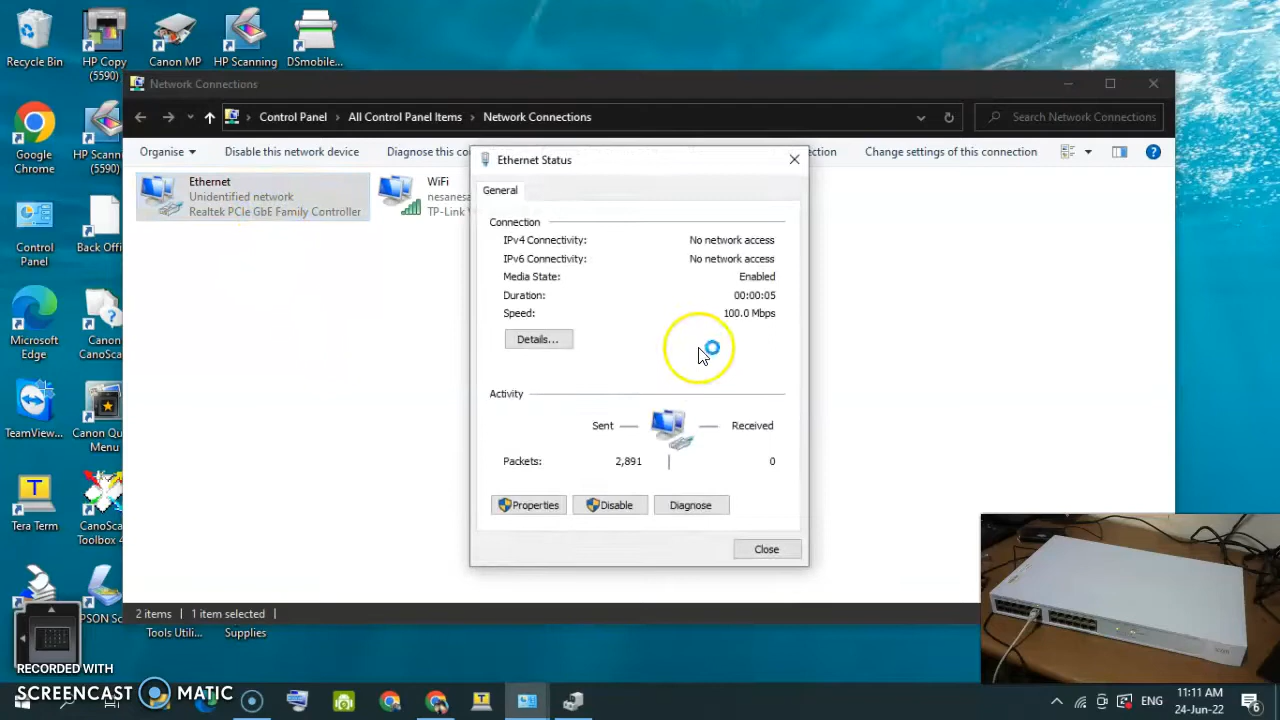 Recycle Bin
HP Copy
(5590)
Canon MP
HP Scanning
DSmobile...
Google
Chrome
HP Scanni
(559
Control
Panel
Back Offi
Microsoft
Edge
Canon
CanoSca
TeamView...
Canon Qu
Menu
Tera Term
CanoSca
Toolbox 4
EPSON Sc
Tools Utili...
Supplies
Network Connections
Control Panel
All Control Panel Items
Network Connections
Search Network Connections
Organise
Disable this network device
Diagnose this co
ction
Change settings of this connection
Ethernet
Unidentified network
Realtek PCIe GbE Family Controller
WiFi
nesanesa
TP-Link
Ethernet Status
General
Connection
IPv4 Connectivity: No network access
IPv6 Connectivity: No network access
Media State: Enabled
Duration: 00:00:05
Speed: 100.0 Mbps
Details...
Activity
Sent — — Received
Packets: 2,891 0
Properties Disable Diagnose
Close
2 items 1 item selected
RECORDED WITH
SCREENCAST MATIC
ENG
11:11 AM
24-Jun-22
6